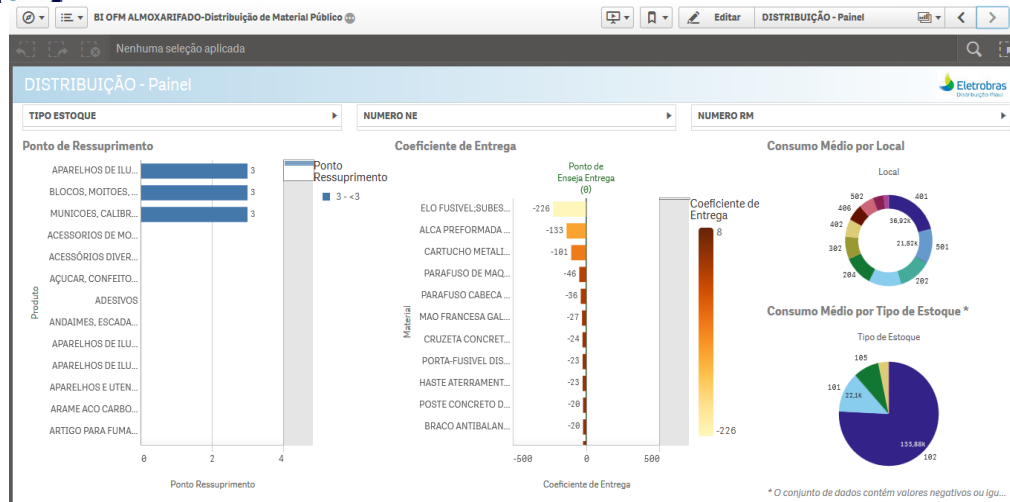 BI OFM ALMOXARIFADO-Distribuição de Material Público
Editar
DISTRIBUIÇÃO - Painel
Nenhuma seleção aplicada
DISTRIBUIÇÃO - Painel
Eletrobras
Distribuição Piauí
TIPO ESTOQUE
NUMERO NE
NUMERO RM
Ponto de Ressuprimento
APARELHOS DE ILU...
BLOCOS, MOITOES, ...
MUNICOES, CALIBR...
ACESSORIOS DE MO...
ACESSÓRIOS DIVER...
AÇUCAR, CONFEITO...
ADESIVOS
ANDAIMES, ESCADA...
APARELHOS DE ILU...
APARELHOS DE ILU...
APARELHOS E UTEN...
ARAME ACO CARBO...
ARTIGO PARA FUMA...
Produto
3
3
3
0 2 4
Ponto Ressuprimento
Ponto
Ressuprimento
3 - <3
Coeficiente de Entrega
Ponto de
Enseja Entrega
(0)
ELO FUSIVEL;SUBES... -226
ALCA PREFORMADA ... -133
CARTUCHO METALI... -101
PARAFUSO DE MAQ... -46
PARAFUSO CABECA ... -36
MAO FRANCESA GAL... -27
CRUZETA CONCRET... -24
PORTA-FUSIVEL DIS... -23
HASTE ATERRAMENT... -23
POSTE CONCRETO D... -20
BRACO ANTIBALAN... -20
Material
-500 0 500
Coeficiente de Entrega
Coeficiente de
Entrega
8
-226
Consumo Médio por Local
Local
502 401
406
402
302
204
202
501
36,92K
21,82K
Consumo Médio por Tipo de Estoque *
Tipo de Estoque
105
101
22,1K
133,88K
102
* O conjunto de dados contém valores negativos ou igu...